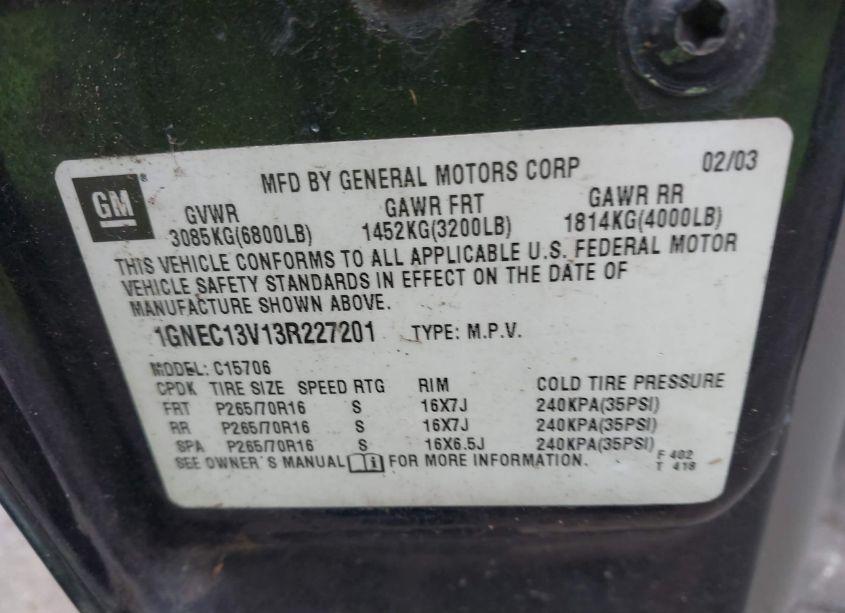 GM®
MFD BY GENERAL MOTORS CORP 02/03
GVWR GAWR FRT GAWR RR
3085KG(6800LB) 1452KG(3200LB) 1814KG(4000LB)
THIS VEHICLE CONFORMS TO ALL APPLICABLE U.S. FEDERAL MOTOR
VEHICLE SAFETY STANDARDS IN EFFECT ON THE DATE OF
MANUFACTURE SHOWN ABOVE.
1GNEC13V13R227201 TYPE: M.P.V.
MODEL: C15706
CPDK TIRE SIZE SPEED RTG RIM COLD TIRE PRESSURE
FRT P265/70R16 S 16X7J 240KPA(35PSI)
RR P265/70R16 S 16X7J 240KPA(35PSI)
SPA P265/70R16 S 16X6.5J 240KPA(35PSI)
SEE OWNER'S MANUAL FOR MORE INFORMATION. F 402
T 418